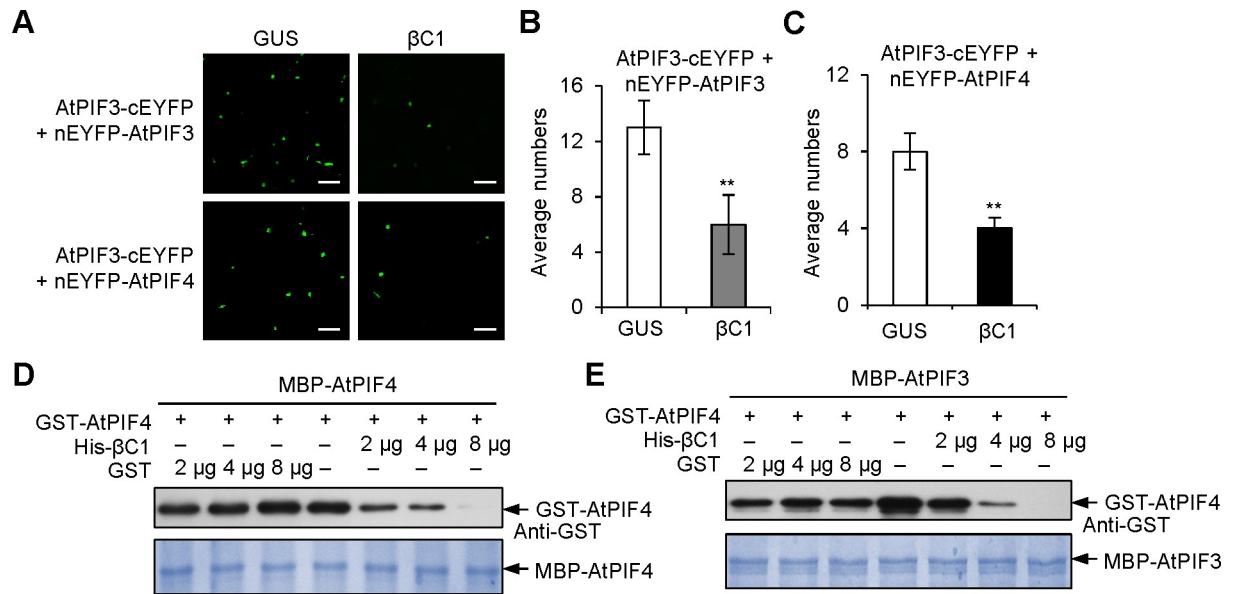 A
GUS βC1
AtPIF3-cEYFP
+ nEYFP-AtPIF3
AtPIF3-cEYFP
+ nEYFP-AtPIF4
B
AtPIF3-cEYFP +
nEYFP-AtPIF3
Average numbers
16
12
8
4
0
**
GUS βC1
C
AtPIF3-cEYFP +
nEYFP-AtPIF4
Average numbers
12
8
4
0
**
GUS βC1
D
MBP-AtPIF4
GST-AtPIF4 + + + + + + +
His-βC1 – – – – 2 μg 4 μg 8 μg
GST 2 μg 4 μg 8 μg – – – –
GST-AtPIF4
Anti-GST
MBP-AtPIF4
E
MBP-AtPIF3
GST-AtPIF4 + + + + + + +
His-βC1 – – – – 2 μg 4 μg 8 μg
GST 2 μg 4 μg 8 μg – – – –
GST-AtPIF4
Anti-GST
MBP-AtPIF3